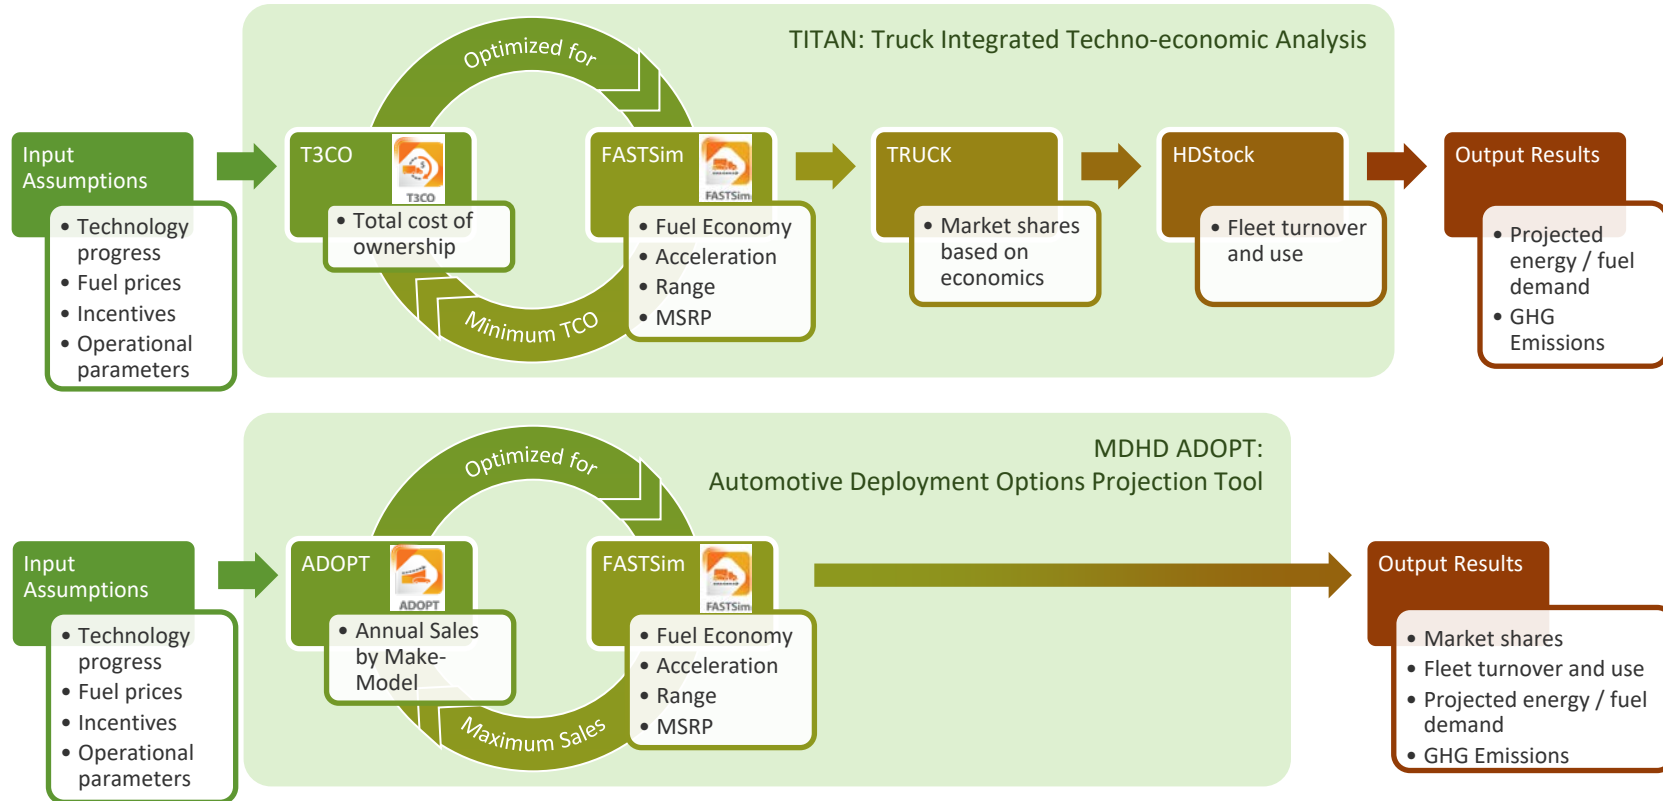 TITAN: Truck Integrated Techno-economic Analysis
Optimized for
Input
Assumptions
• Technology
progress
• Fuel prices
• Incentives
• Operational
parameters
T3CO
T3CO
• Total cost of
ownership
FASTSim
FASTSim
• Fuel Economy
• Acceleration
• Range
• MSRP
Minimum TCO
TRUCK
• Market shares
based on
economics
HDStock
• Fleet turnover
and use
Output Results
• Projected
energy / fuel
demand
• GHG
Emissions
MDHD ADOPT:
Automotive Deployment Options Projection Tool
Optimized for
Input
Assumptions
• Technology
progress
• Fuel prices
• Incentives
• Operational
parameters
ADOPT
ADOPT
• Annual Sales
by Make-
Model
FASTSim
FASTSim
• Fuel Economy
• Acceleration
• Range
• MSRP
Maximum Sales
Output Results
• Market shares
• Fleet turnover and use
• Projected energy / fuel
demand
• GHG Emissions